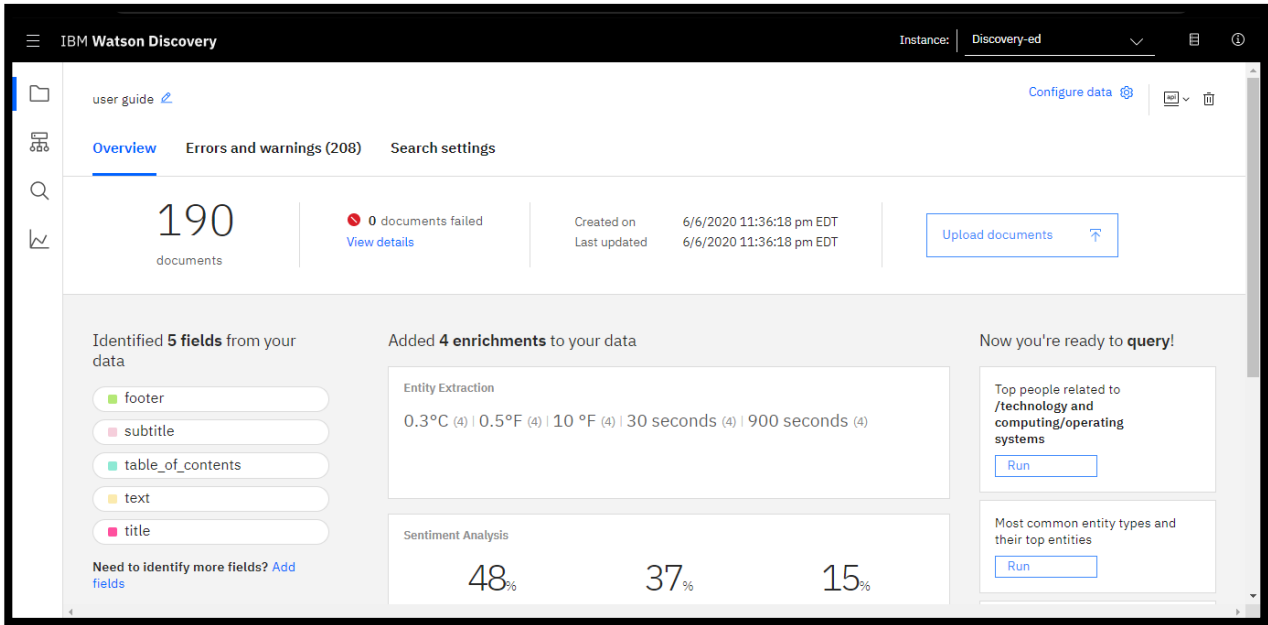 IBM Watson Discovery
Instance:
Discovery-ed
user guide
Configure data
api
Overview
Errors and warnings (208)
Search settings
190
documents
0 documents failed
View details
Created on 6/6/2020 11:36:18 pm EDT
Last updated 6/6/2020 11:36:18 pm EDT
Upload documents
Identified 5 fields from your
data
footer
subtitle
table_of_contents
text
title
Need to identify more fields? Add
fields
Added 4 enrichments to your data
Entity Extraction
0.3°C (4) | 0.5°F (4) | 10 °F (4) | 30 seconds (4) | 900 seconds (4)
Sentiment Analysis
48% 37% 15%
Now you're ready to query!
Top people related to
/technology and
computing/operating
systems
Run
Most common entity types and
their top entities
Run